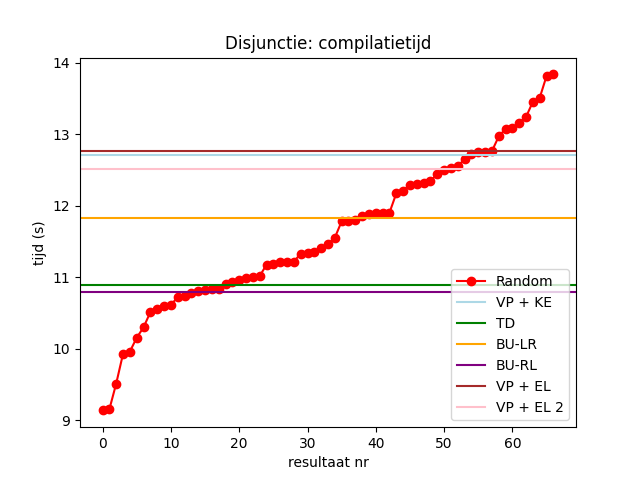 Disjunctie: compilatietijd
tijd (s)
14
13
12
11
10
9
0
10
20
30
40
50
60
resultaat nr
Random
VP + KE
TD
BU-LR
BU-RL
VP + EL
VP + EL 2